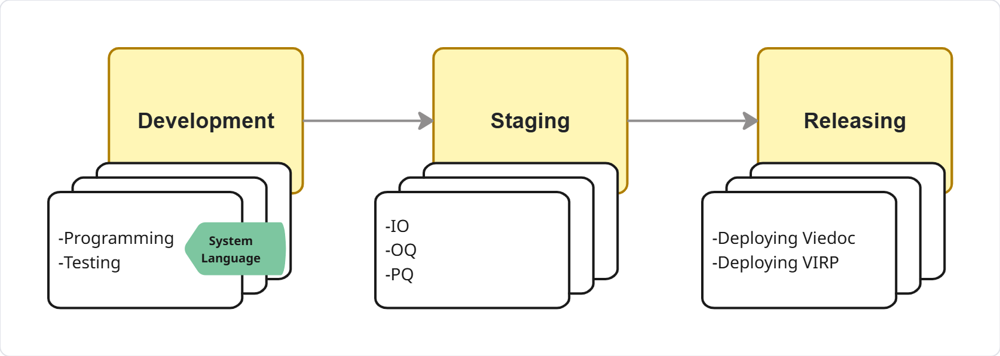 Development
Staging
Releasing
-Programming
-Testing
System
Language
-IO
-OQ
-PQ
-Deploying Viedoc
-Deploying VIRP